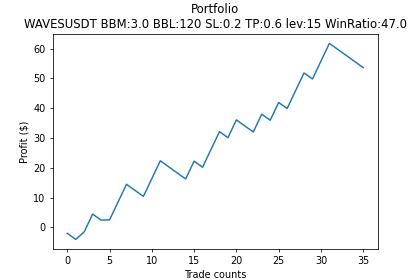 Portfolio
WAVESUSDT BBM:3.0 BBL:120 SL:0.2 TP:0.6 lev:15 WinRatio:47.0
60
50
40
30
20
10
0
Profit ($)
0 5 10 15 20 25 30 35
Trade counts